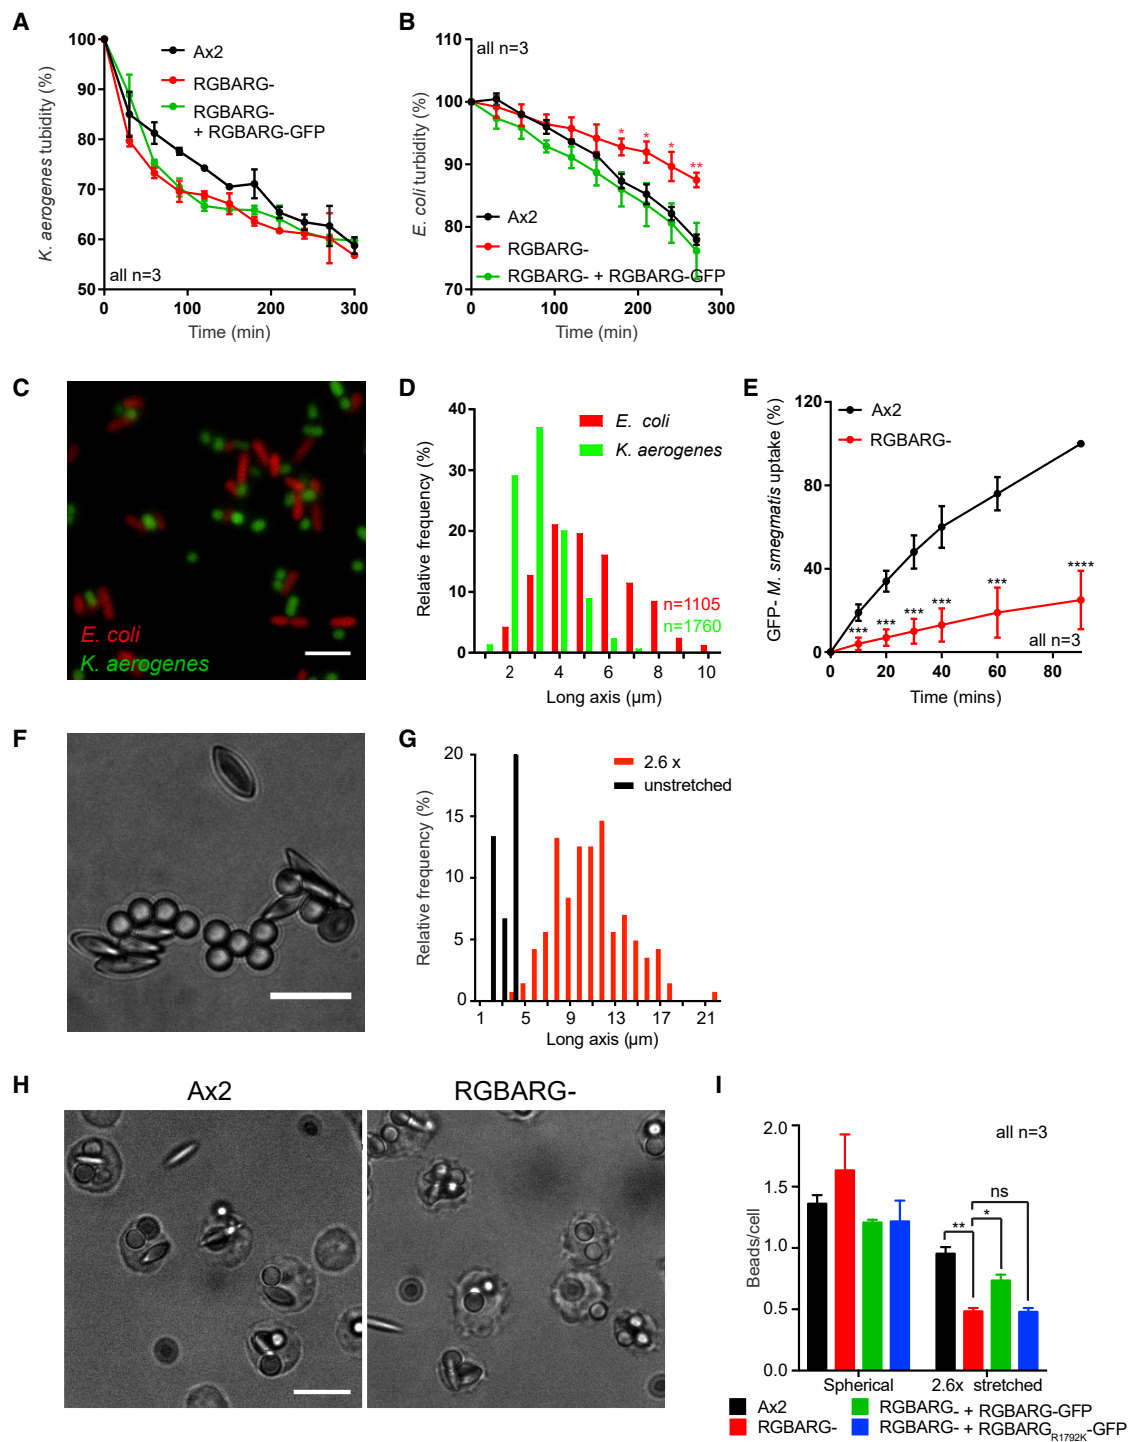 A
K. aerogenes tubidity (%)
100
90
80
70
60
50
Ax2
RGBARG-
RGBARG-
+ RGBARG-GFP
all n=3
0
100
200
300
Time (min)
B
E. coli turbidity (%)
110
100
90
80
70
all n=3
* * * **
Ax2
RGBARG-
RGBARG- + RGBARG-GFP
0
100
200
300
Time (min)
C
E. coli
K. aerogenes
D
Relative frequency (%)
40
30
20
10
0
E. coli
K. aerogenes
n=1105
n=1760
2 4 6 8 10
Long axis (µm)
E
GFP- M. smegmatis uptake (%)
120
80
40
0
Ax2
RGBARG-
*** *** *** *** *** ****
all n=3
0 20 40 60 80
Time (mins)
F
G
Relative frequency (%)
20
15
10
5
0
2.6 x
unstretched
1 5 9 13 17 21
Long axis (µm)
H
Ax2
RGBARG-
I
Beads/cell
2.0
1.5
1.0
0.5
0.0
all n=3
ns
** *
Spherical
2.6x stretched
Ax2
RGBARG-
RGBARG- + RGBARG-GFP
RGBARG- + RGBARG R1792K-GFP